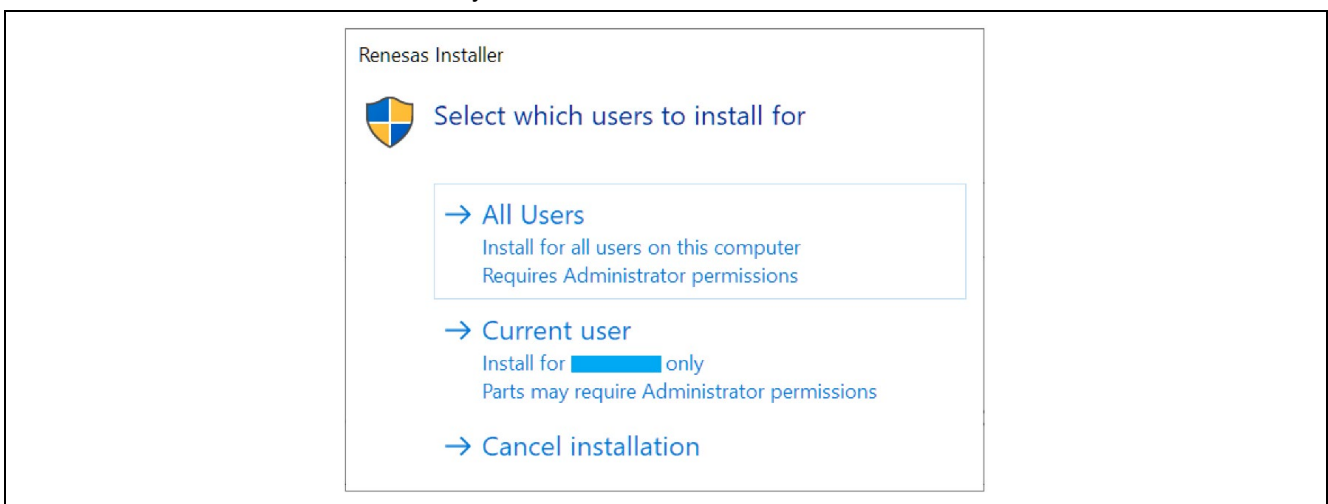 Renesas Installer
Select which users to install for
→ All Users
Install for all users on this computer
Requires Administrator permissions
→ Current user
Install for only
Parts may require Administrator permissions
→ Cancel installation